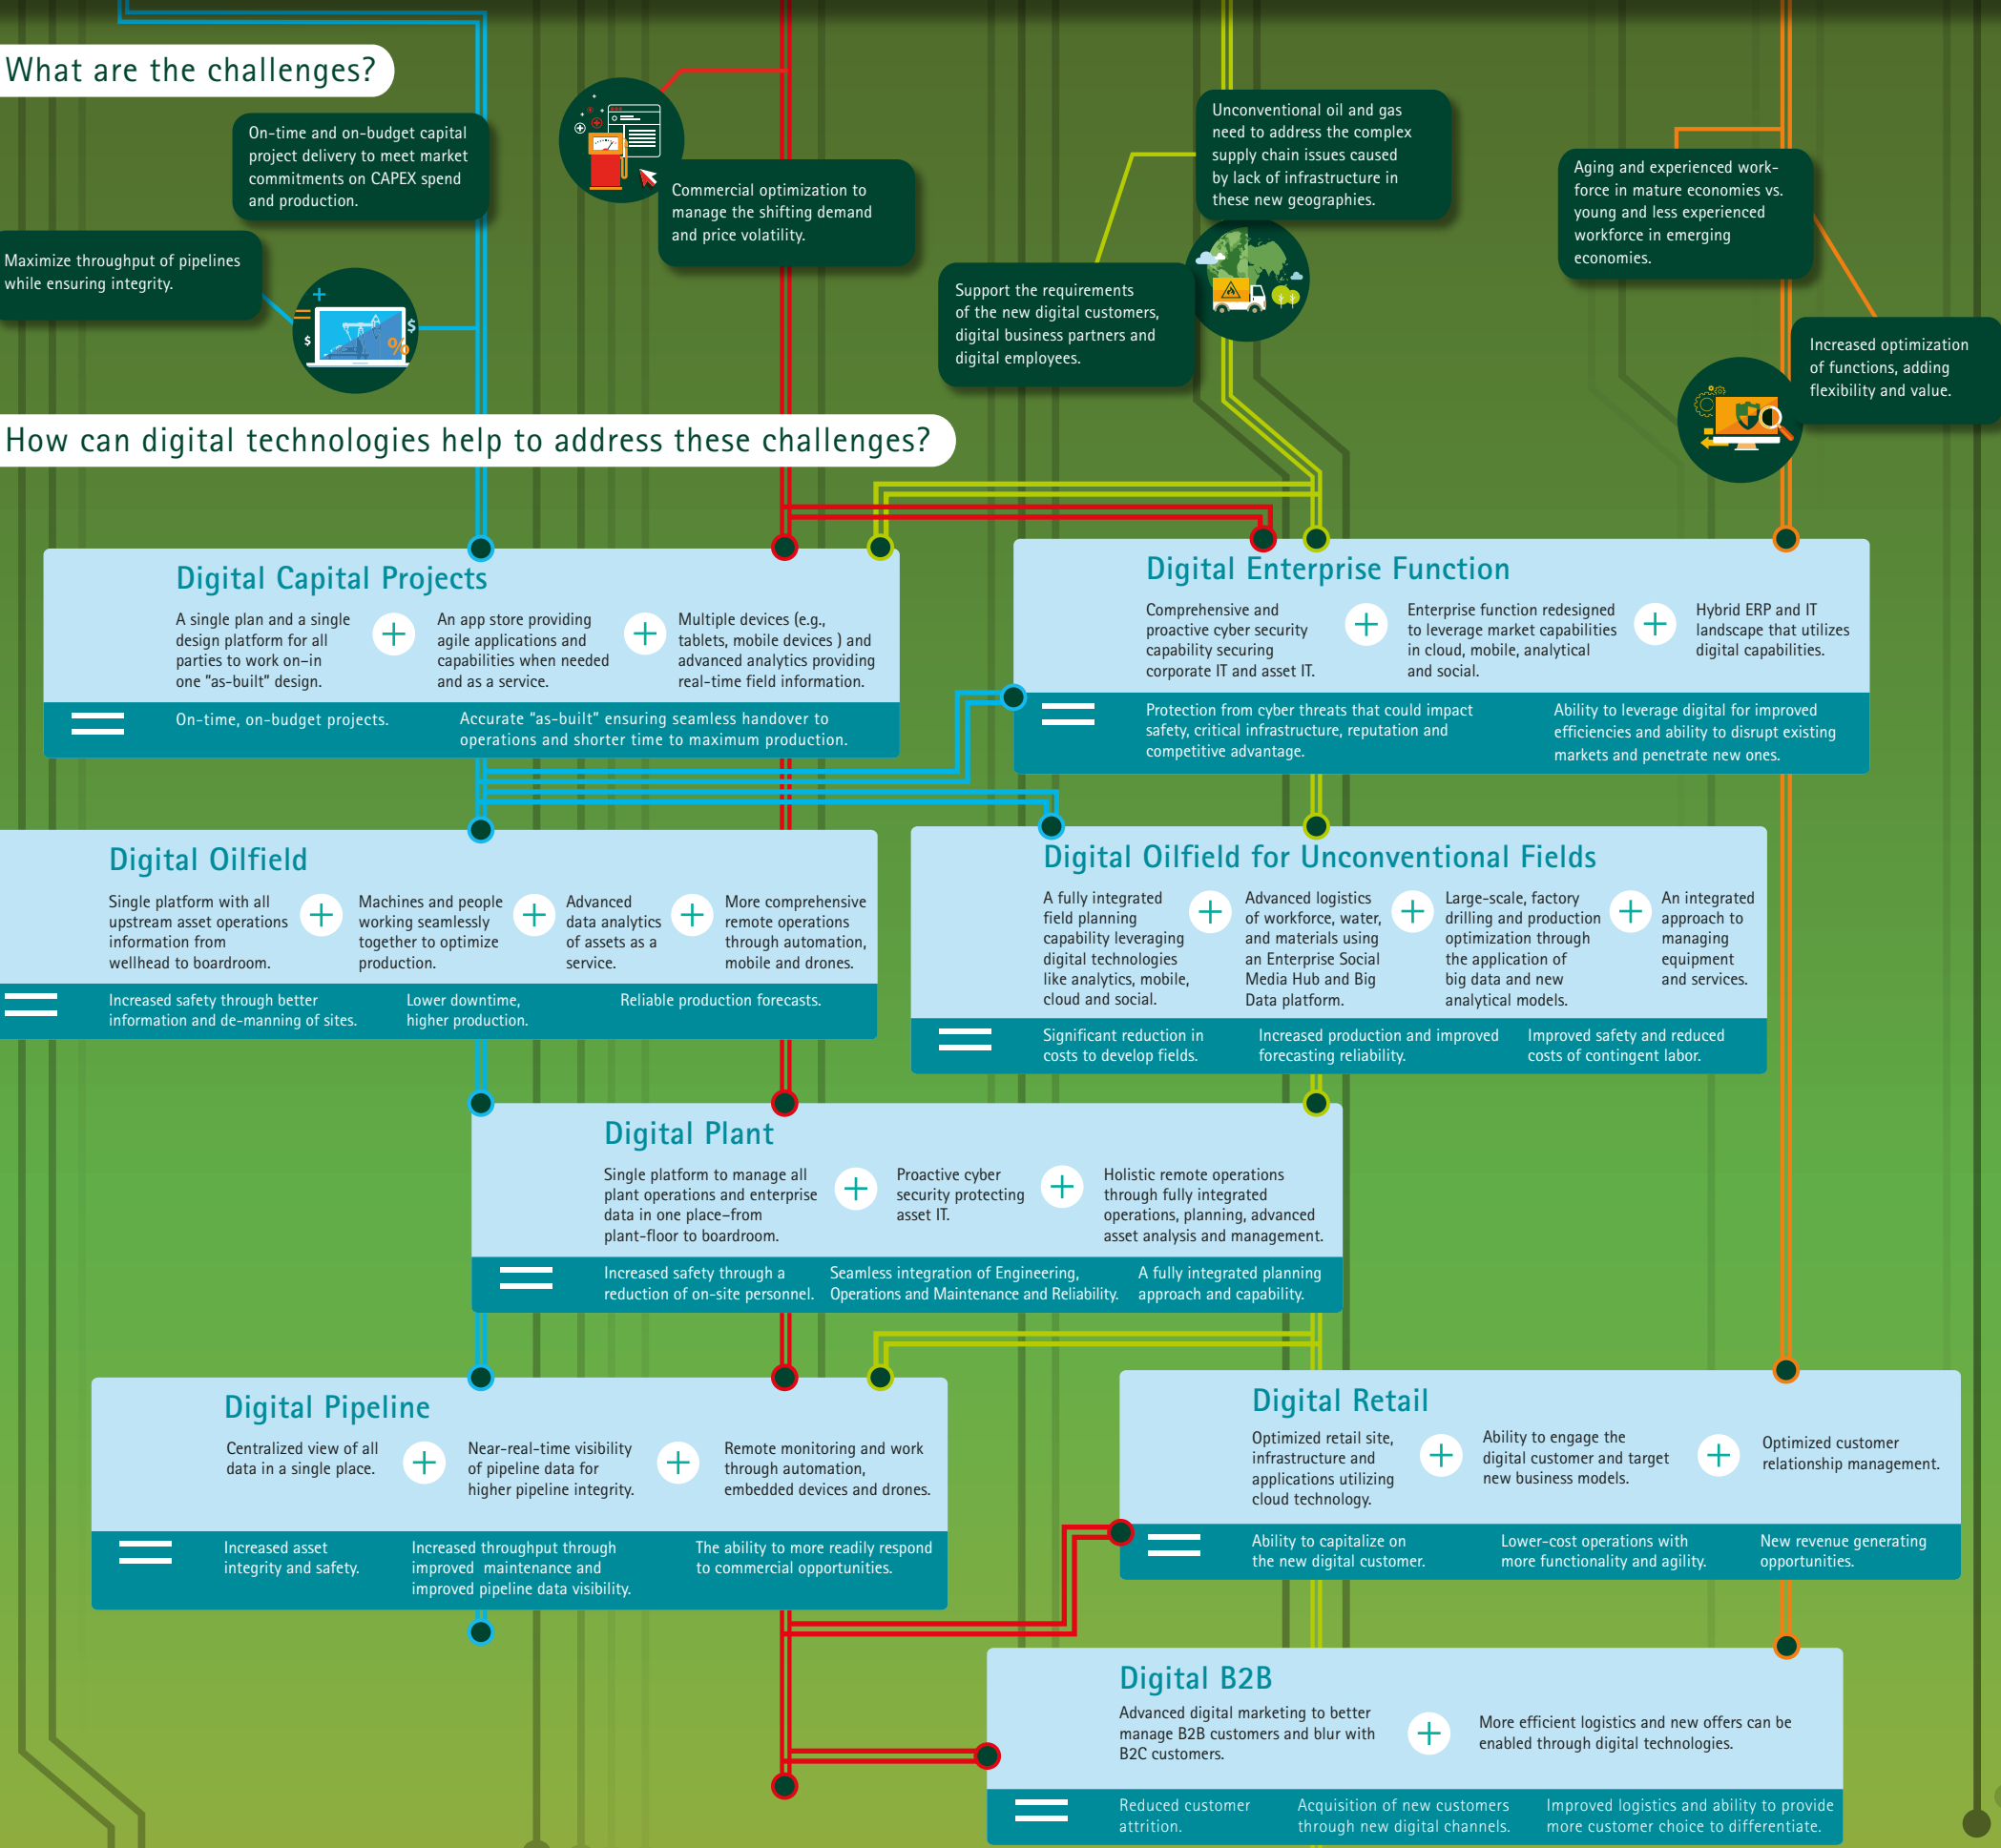 What are the challenges?
On-time and on-budget capital
project delivery to meet market
commitments on CAPEX spend
and production.
Maximize throughput of pipelines
while ensuring integrity.
Commercial optimization to
manage the shifting demand
and price volatility.
Unconventional oil and gas
need to address the complex
supply chain issues caused
by lack of infrastructure in
these new geographies.
Support the requirements
of the new digital customers,
digital business partners and
digital employees.
Aging and experienced work-
force in mature economies vs.
young and less experienced
workforce in emerging
economies.
Increased optimization
of functions, adding
flexibility and value.
How can digital technologies help to address these challenges?
Digital Capital Projects
A single plan and a single
design platform for all
parties to work on–in
one “as-built” design.
+
An app store providing
agile applications and
capabilities when needed
and as a service.
+
Multiple devices (e.g.,
tablets, mobile devices ) and
advanced analytics providing
real-time field information.
=
On-time, on-budget projects.
Accurate “as-built” ensuring seamless handover to
operations and shorter time to maximum production.
Digital Enterprise Function
Comprehensive and
proactive cyber security
capability securing
corporate IT and asset IT.
+
Enterprise function redesigned
to leverage market capabilities
in cloud, mobile, analytical
and social.
+
Hybrid ERP and IT
landscape that utilizes
digital capabilities.
=
Protection from cyber threats that could impact
safety, critical infrastructure, reputation and
competitive advantage.
Ability to leverage digital for improved
efficiencies and ability to disrupt existing
markets and penetrate new ones.
Digital Oilfield
Single platform with all
upstream asset operations
information from
wellhead to boardroom.
+
Machines and people
working seamlessly
together to optimize
production.
+
Advanced
data analytics
of assets as a
service.
+
More comprehensive
remote operations
through automation,
mobile and drones.
=
Increased safety through better
information and de-manning of sites.
Lower downtime,
higher production.
Reliable production forecasts.
Digital Oilfield for Unconventional Fields
A fully integrated
field planning
capability leveraging
digital technologies
like analytics, mobile,
cloud and social.
+
Advanced logistics
of workforce, water,
and materials using
an Enterprise Social
Media Hub and Big
Data platform.
+
Large-scale, factory
drilling and production
optimization through
the application of
big data and new
analytical models.
+
An integrated
approach to
managing
equipment
and services.
=
Significant reduction in
costs to develop fields.
Increased production and improved
forecasting reliability.
Improved safety and reduced
costs of contingent labor.
Digital Plant
Single platform to manage all
plant operations and enterprise
data in one place–from
plant-floor to boardroom.
+
Proactive cyber
security protecting
asset IT.
+
Holistic remote operations
through fully integrated
operations, planning, advanced
asset analysis and management.
=
Increased safety through a
reduction of on-site personnel.
Seamless integration of Engineering,
Operations and Maintenance and Reliability.
A fully integrated planning
approach and capability.
Digital Pipeline
Centralized view of all
data in a single place.
+
Near-real-time visibility
of pipeline data for
higher pipeline integrity.
+
Remote monitoring and work
through automation,
embedded devices and drones.
=
Increased asset
integrity and safety.
Increased throughput through
improved maintenance and
improved pipeline data visibility.
The ability to more readily respond
to commercial opportunities.
Digital Retail
Optimized retail site,
infrastructure and
applications utilizing
cloud technology.
+
Ability to engage the
digital customer and target
new business models.
+
Optimized customer
relationship management.
=
Ability to capitalize on
the new digital customer.
Lower-cost operations with
more functionality and agility.
New revenue generating
opportunities.
Digital B2B
Advanced digital marketing to better
manage B2B customers and blur with
B2C customers.
+
More efficient logistics and new offers can be
enabled through digital technologies.
=
Reduced customer
attrition.
Acquisition of new customers
through new digital channels.
Improved logistics and ability to provide
more customer choice to differentiate.